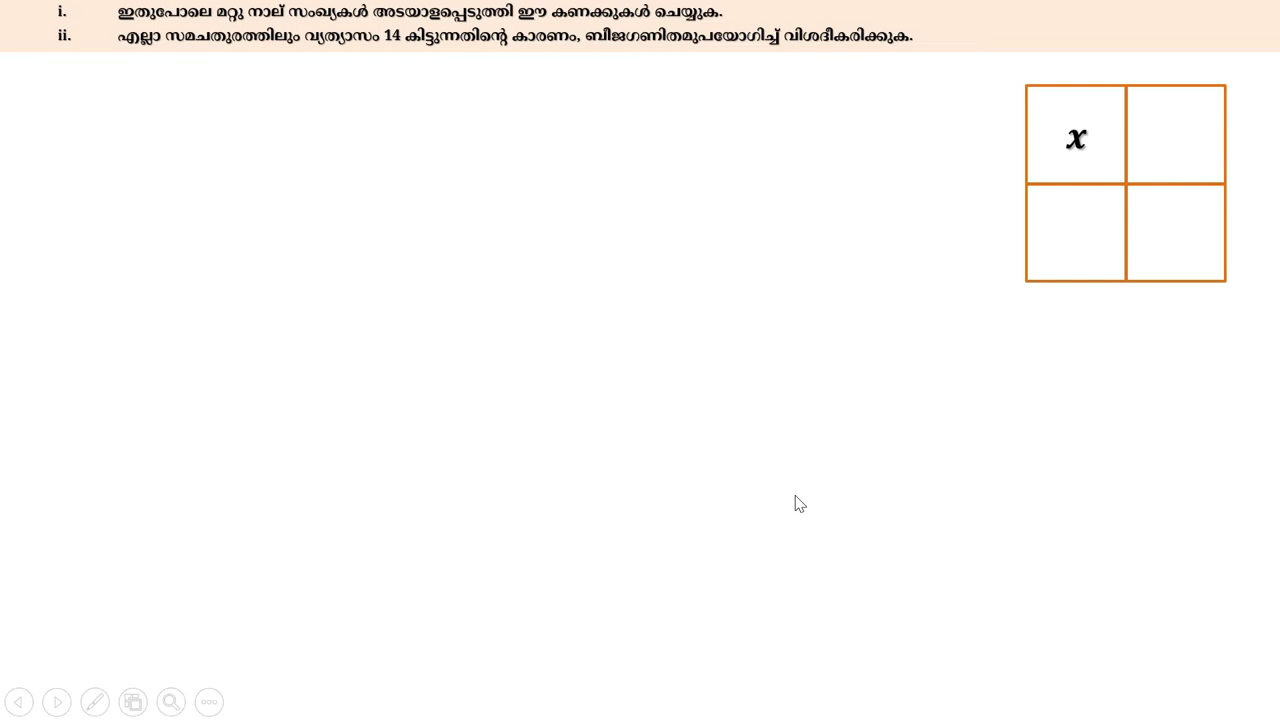 i. ഇതുപോലെ മറ്റു നാല് സംഖ്യകൾ അടയാളപ്പെടുത്തി ഈ കണക്കുകൾ ചെയ്യുക.
ii. എല്ലാ സമചതുരത്തിലും വ്യത്യാസം 14 കിട്ടുന്നതിന്റെ കാരണം, ബീജഗണിതമുപയോഗിച്ച് വിശദീകരിക്കുക.
x